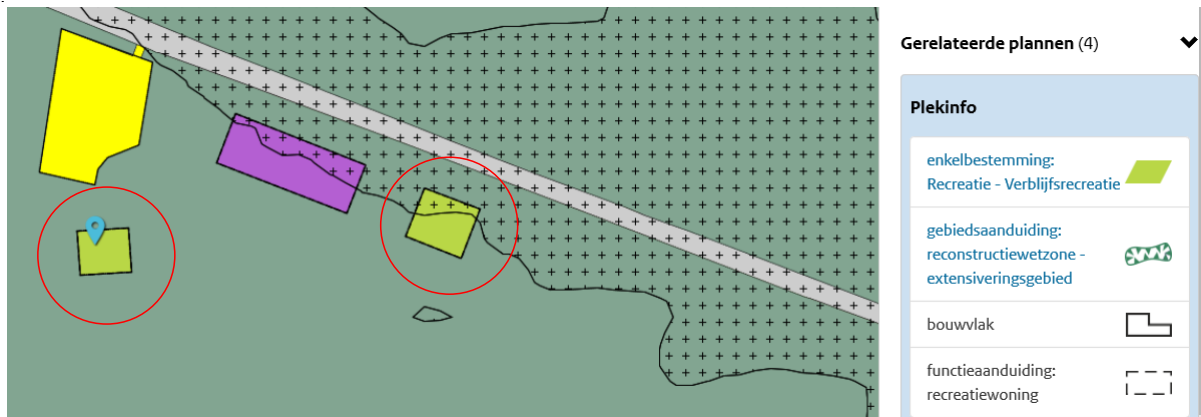 Gerelateerde plannen (4)
Plekinfo
enkelbestemming:
Recreatie - Verblijfsrecreatie
gebiedsaanduiding:
reconstructiewetzone -
extensiveringsgebied
bouwvlak
functieaanduiding:
recreatiewoning